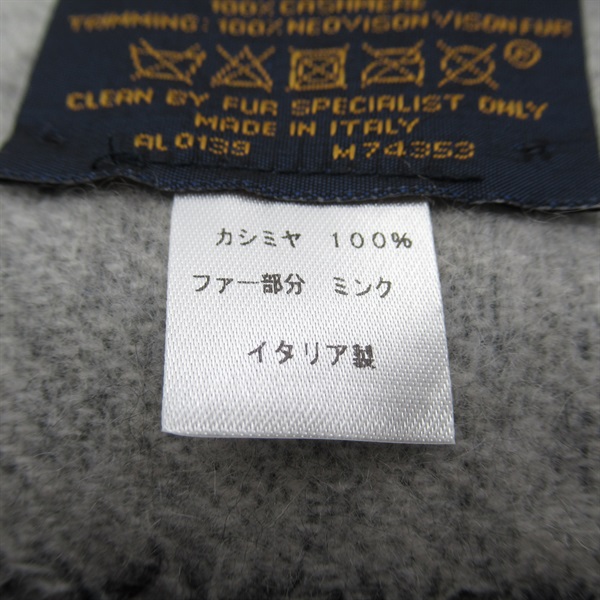 100% CASHMERE
TRIMMING: 100% NEOVISON VISON FUR
®
CLEAN BY FUR SPECIALIST ONLY
MADE IN ITALY
AL0139 M74353
カシミヤ 100%
ファー部分 ミンク
イタリア製